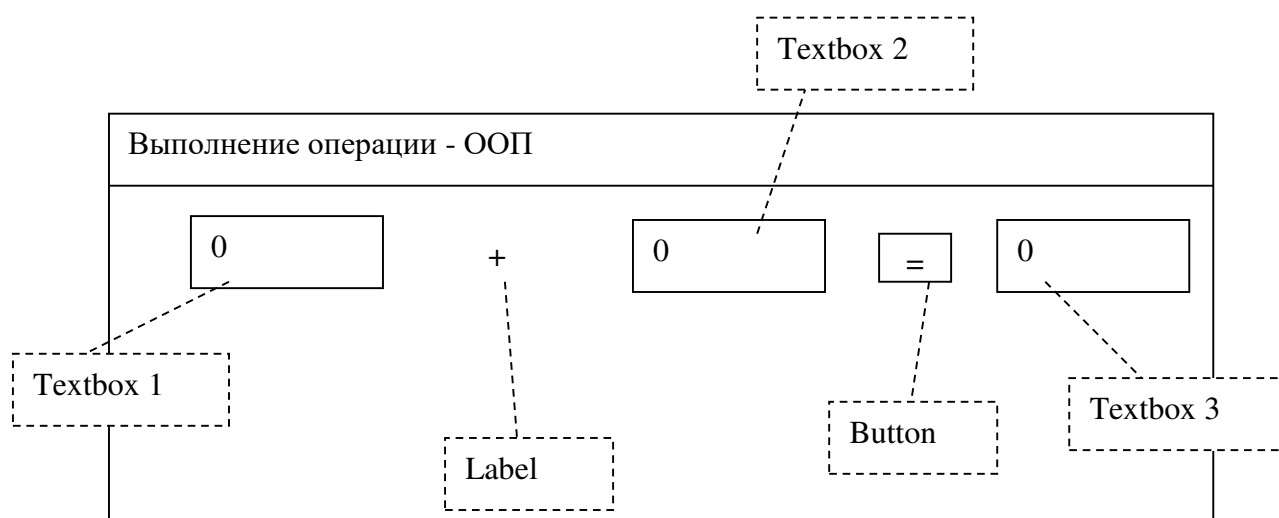 Textbox 2
Выполнение операции - ООП
0 + 0 = 0
Textbox 1
Textbox 3
Button
Label